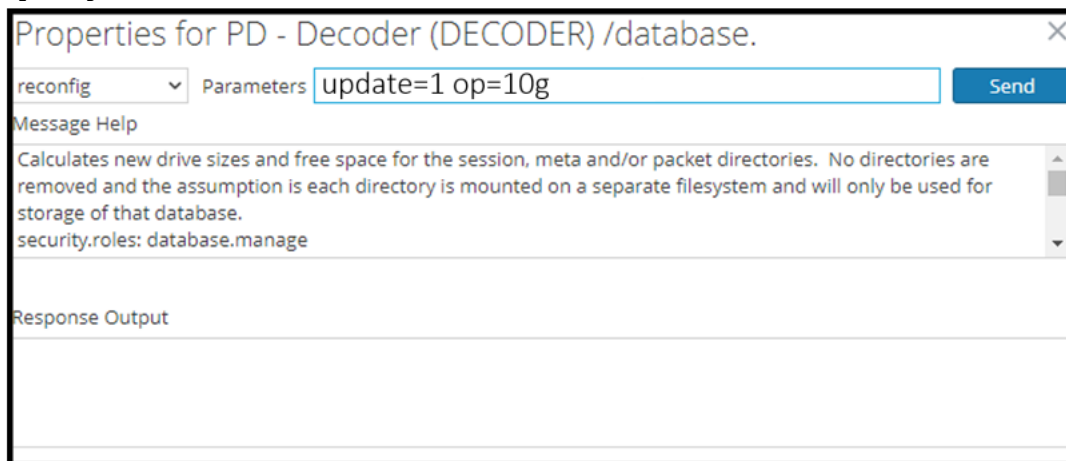 Properties for PD - Decoder (DECODER) /database.
reconfig Parameters update=1 op=10g Send
Message Help
Calculates new drive sizes and free space for the session, meta and/or packet directories. No directories are
removed and the assumption is each directory is mounted on a separate filesystem and will only be used for
storage of that database.
security.roles: database.manage
Response Output